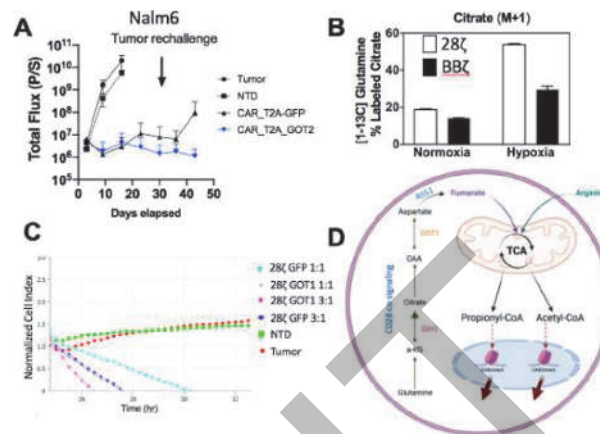 A
Nalm6
Tumor rechallenge
Total Flux (P/S)
10¹¹
10¹⁰
10⁹
10⁸
10⁷
10⁶
10⁵
0 10 20 30 40 50
Days elapsed
Tumor
NTD
CAR_T2A-GFP
CAR_T2A_GOT2
B
Citrate (M+1)
[1-13C] Glutamine
% Labeled Citrate
60
40
20
0
28ζ
BBζ
Normoxia Hypoxia
C
Normalized Cell Index
Time (hr)
28ζ GFP 1:1
28ζ GOT1 1:1
28ζ GOT1 3:1
28ζ GFP 3:1
NTD
Tumor
D
Fumerate
Arginin
Aspartate
OAA
Citrate
Glutamine
CD28 cis signaling
TCA
Propionyl-CoA Acetyl-CoA